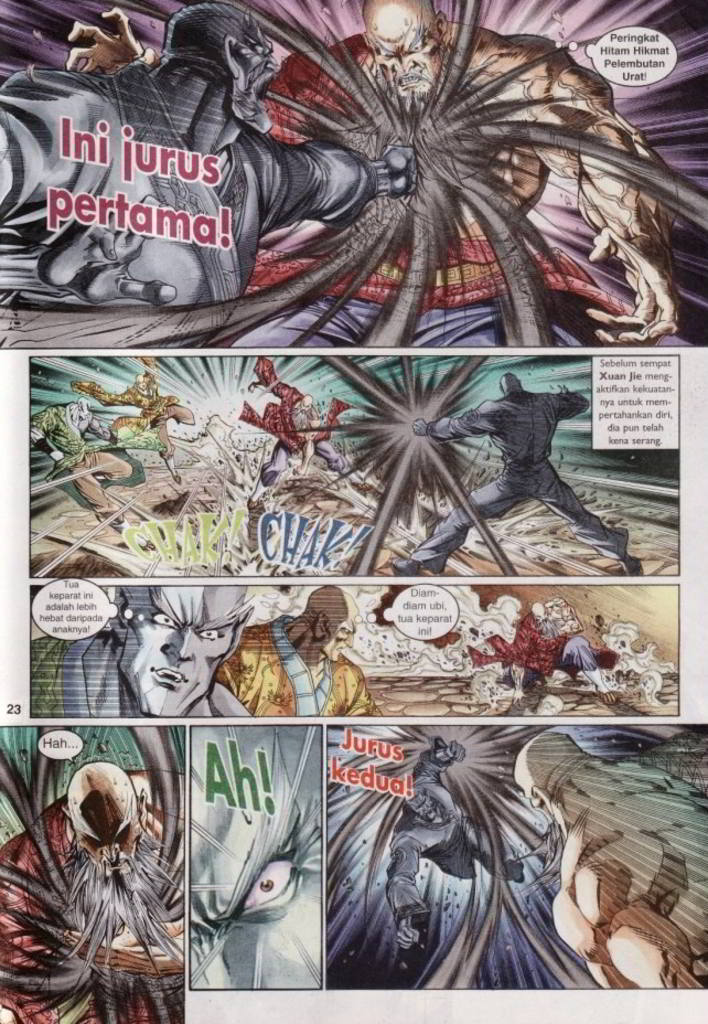 Peringkat
Hitam Hikmat
Pelembutan
Urat!
Ini jurus
pertama!
Sebelum sempat
Xuan Jie meng-
aktifkan kekuatan-
nya untuk mem-
pertahankan diri,
dia pun telah
kena serang.
CHAK!
CHAK!
Tua
keparat ini
adalah lebih
hebat daripada
anaknya!
Diam-
diam ubi,
tua keparat
ini!
23
Hah...
Ah!
Jurus
kedua!